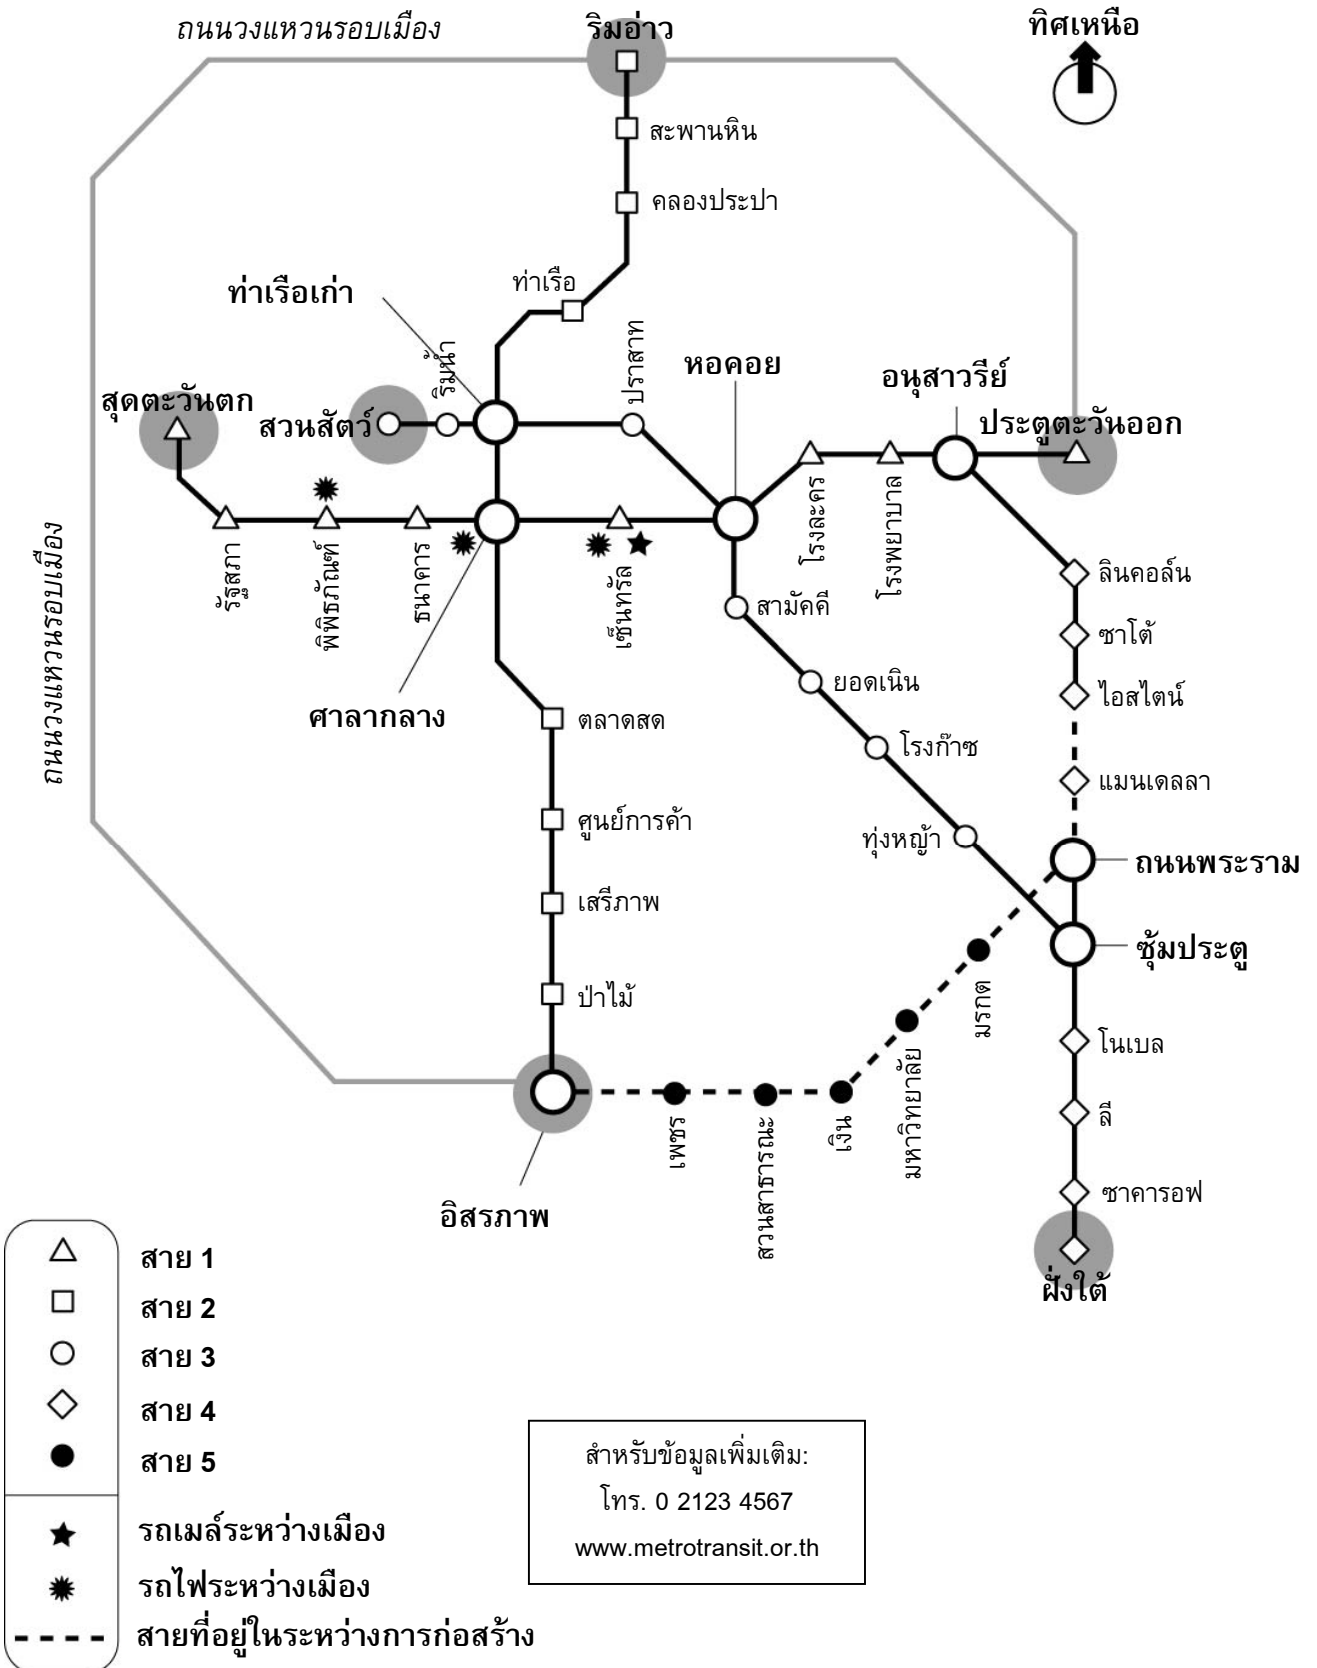 ถนนวงแหวนรอบเมือง
ริมอ่าว
ทิศเหนือ
สะพานหิน
คลองประปา
ท่าเรือ
ท่าเรือเก่า
ริมน้ำ
ปราสาท
หอคอย
อนุสาวรีย์
สุดตะวันตก
สวนสัตว์
ประตูตะวันออก
ถนนวงแหวนรอบเมือง
รัฐสภา
พิพิธภัณฑ์
ธนาคาร
เซ็นทรัล
โรงละคร
โรงพยาบาล
ลินคอล์น
สามัคคี
ซาโต้
ยอดเนิน
ไอสไตน์
ศาลากลาง
ตลาดสด
โรงก๊าซ
แมนเดลลา
ศูนย์การค้า
ทุ่งหญ้า
ถนนพระราม
เสรีภาพ
ซุ้มประตู
ป่าไม้
มรกต
โนเบล
มหาวิทยาลัย
ลี
เพชร
สวนสาธารณะ
เงิน
ซาคารอฟ
อิสรภาพ
ฝั่งใต้
สาย 1
สาย 2
สาย 3
สาย 4
สาย 5
รถเมล์ระหว่างเมือง
รถไฟระหว่างเมือง
สายที่อยู่ในระหว่างการก่อสร้าง
สำหรับข้อมูลเพิ่มเติม:
โทร. 0 2123 4567
www.metrotransit.or.th